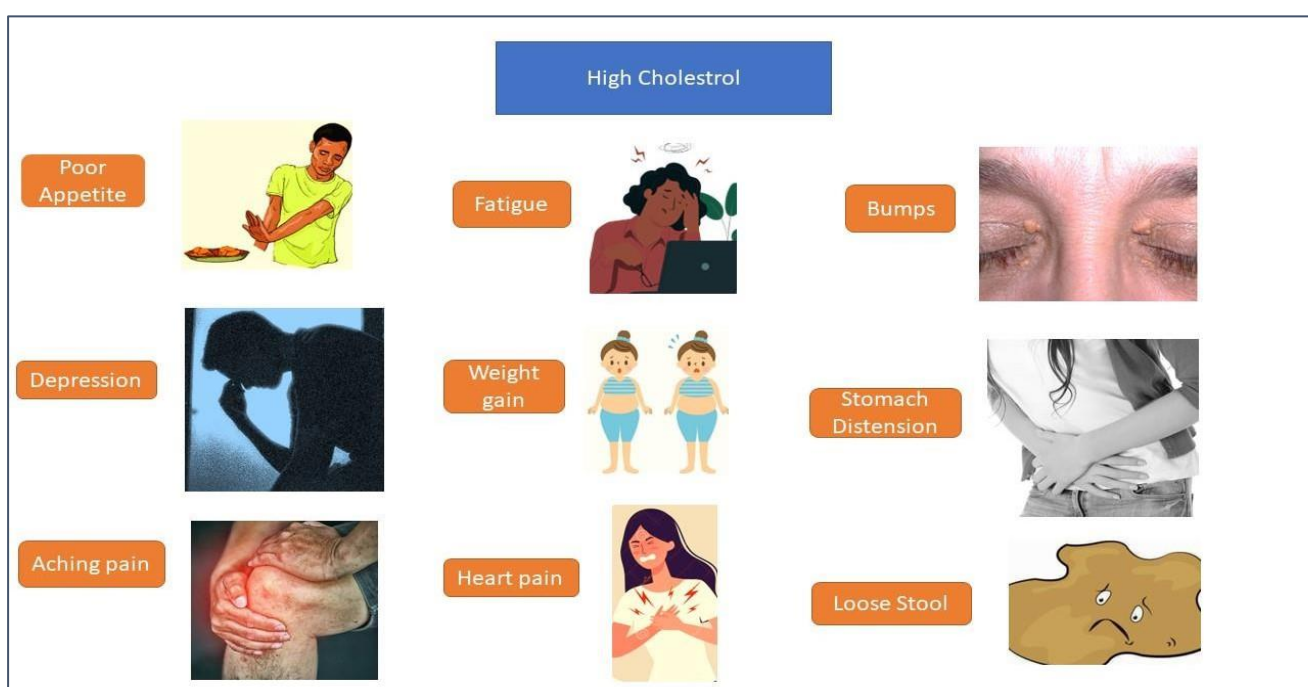 High Cholestrol
Poor
Appetite
Fatigue
Bumps
Depression
Weight
gain
Stomach
Distension
Aching pain
Heart pain
Loose Stool